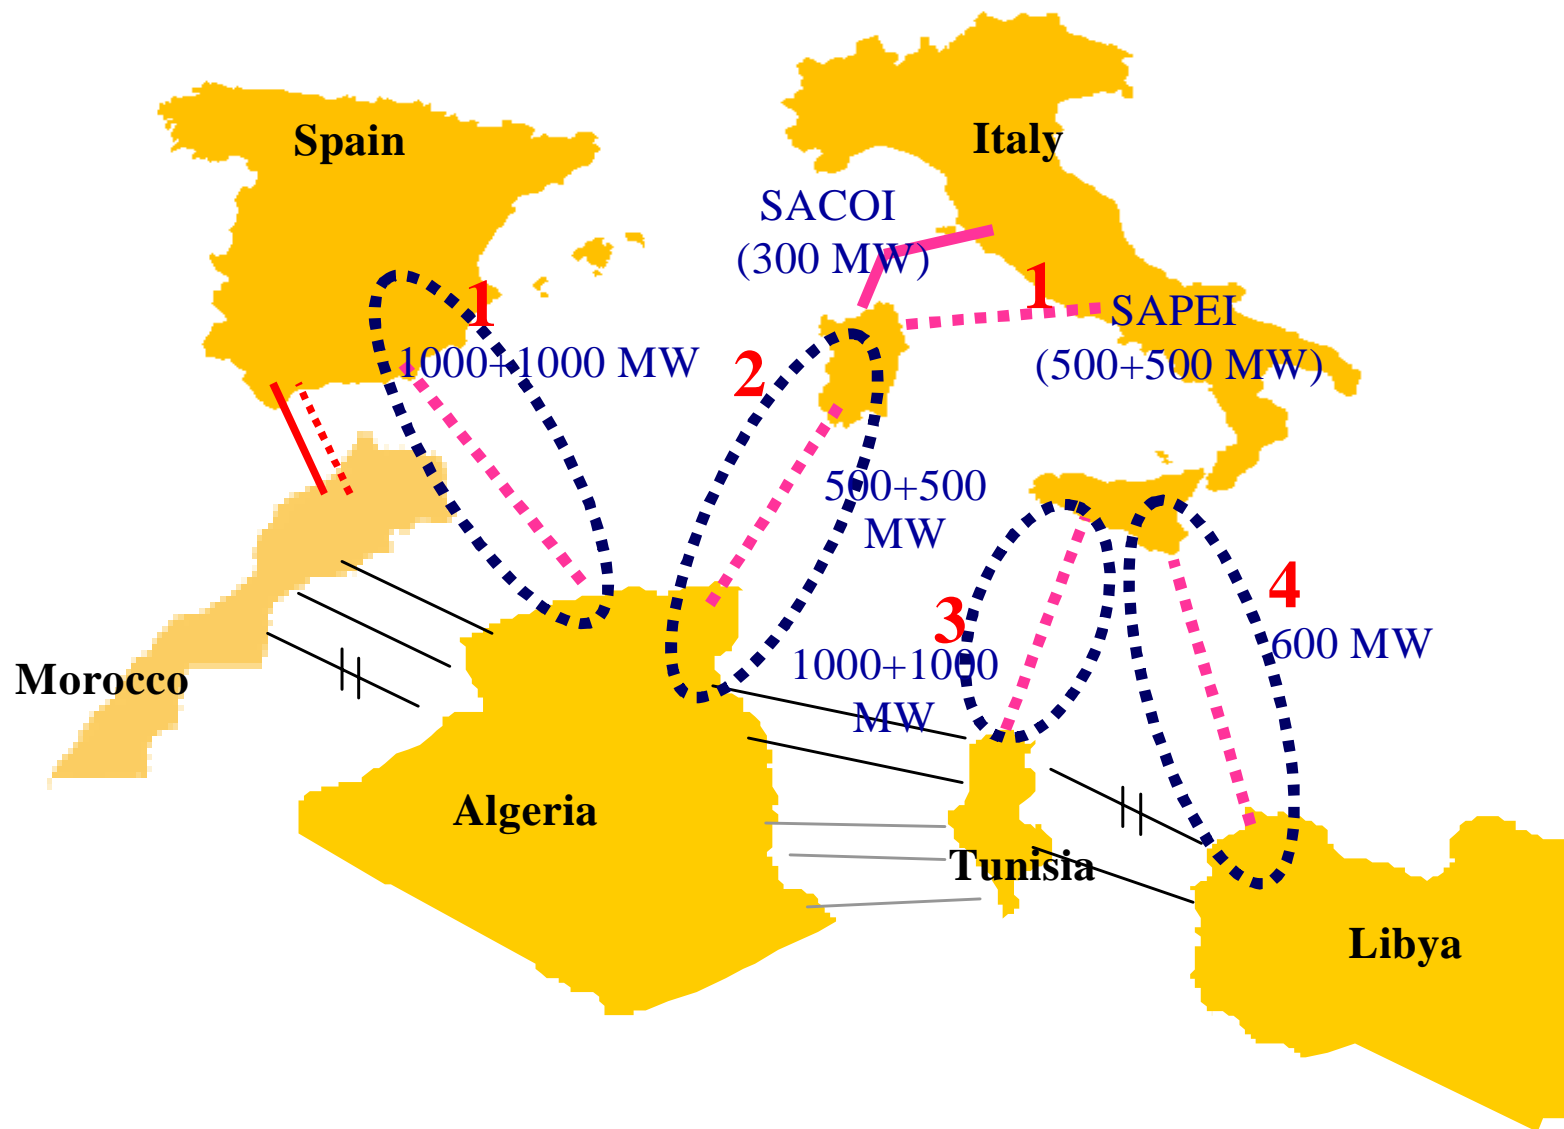 Spain
Italy
SACOI
(300 MW)
1
1
SAPEI
(500+500 MW)
1000+1000 MW
2
500+500
MW
3
4
1000+1000
MW
600 MW
Morocco
Algeria
Tunisia
Libya